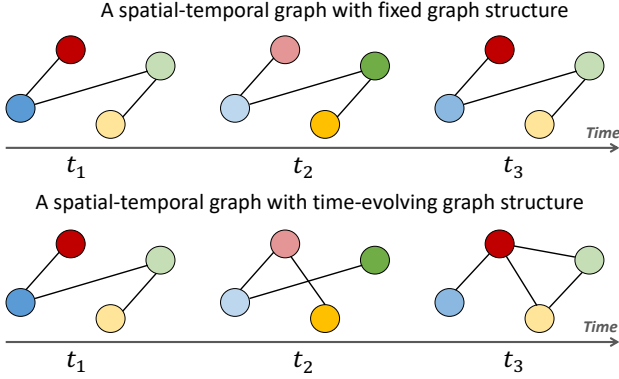 A spatial-temporal graph with fixed graph structure
Time
t1 t2 t3
A spatial-temporal graph with time-evolving graph structure
Time
t1 t2 t3